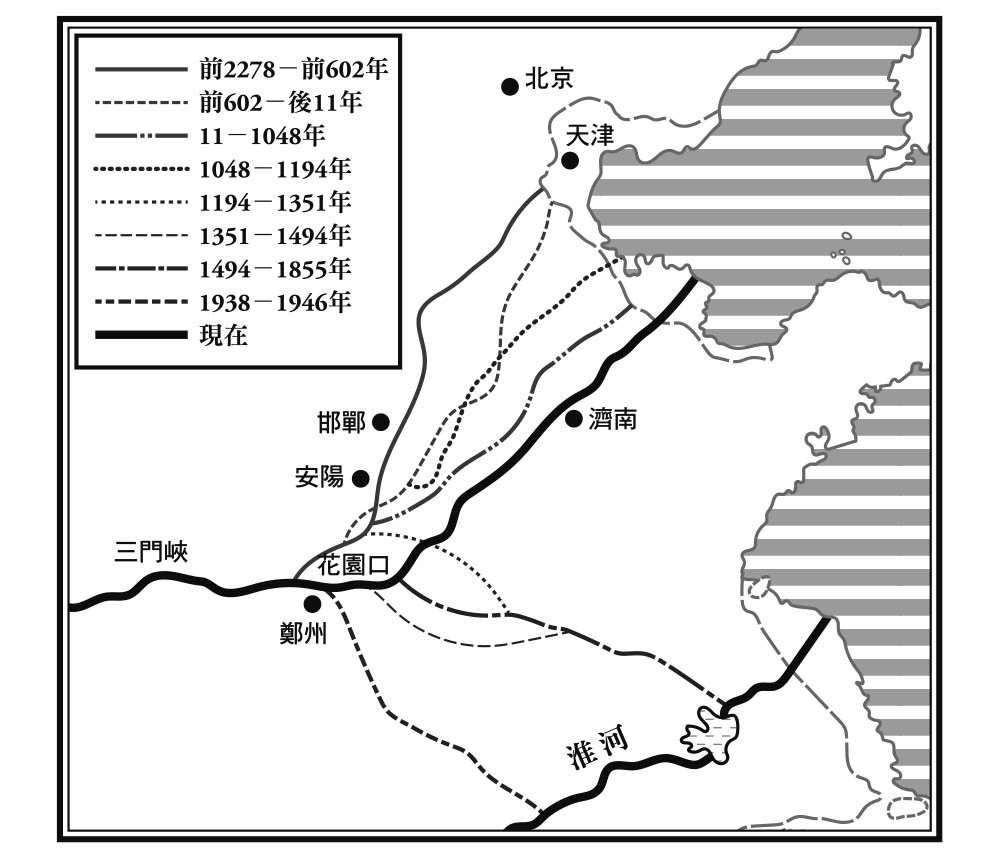 前2278－前602年
前602－後11年
11－1048年
1048－1194年
1194－1351年
1351－1494年
1494－1855年
1938－1946年
現在
北京
天津
邯鄲
濟南
安陽
三門峽
花園口
鄭州
淮河